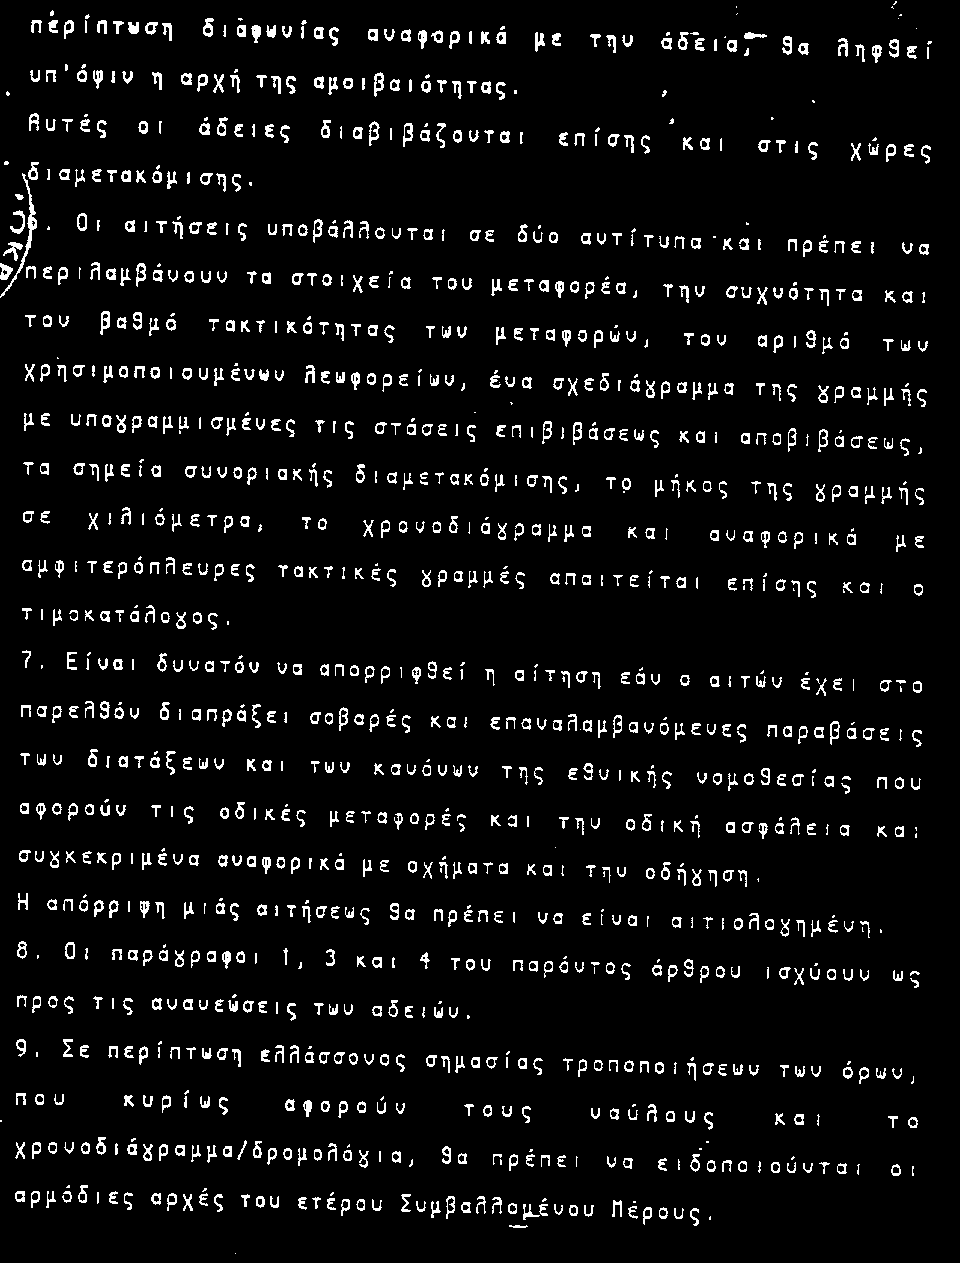 περίπτωση διαφωνίας αναφορικά με την άδεια, θα ληφθεί
υπ'όψιν η αρχή της αμοιβαιότητας.
Αυτές οι άδειες διαβιβάζονται επίσης και στις χώρες
διαμετακόμισης.
6. Οι αιτήσεις υποβάλλονται σε δύο αντίτυπα και πρέπει να
περιλαμβάνουν τα στοιχεία του μεταφορέα, την συχνότητα και
τον βαθμό τακτικότητας των μεταφορών, τον αριθμό των
χρησιμοποιουμένων λεωφορείων, ένα σχεδιάγραμμα της γραμμής
με υπογραμμισμένες τις στάσεις επιβιβάσεως και αποβιβάσεως,
τα σημεία συνοριακής διαμετακόμισης, το μήκος της γραμμής
σε χιλιόμετρα, το χρονοδιάγραμμα και αναφορικά με
αμφιτερόπλευρες τακτικές γραμμές απαιτείται επίσης και ο
τιμοκατάλογος.
7. Είναι δυνατόν να απορριφθεί η αίτηση εάν ο αιτών έχει στο
παρελθόν διαπράξει σοβαρές και επαναλαμβανόμενες παραβάσεις
των διατάξεων και των κανόνων της εθνικής νομοθεσίας που
αφορούν τις οδικές μεταφορές και την οδική ασφάλεια και
συγκεκριμένα αναφορικά με οχήματα και την οδήγηση.
Η απόρριψη μιάς αιτήσεως θα πρέπει να είναι αιτιολογημένη.
8. Οι παράγραφοι 1, 3 και 4 του παρόντος άρθρου ισχύουν ως
προς τις ανανεώσεις των αδειών.
9. Σε περίπτωση ελλάσσονος σημασίας τροποποιήσεων των όρων,
που κυρίως αφορούν τους ναύλους και το
χρονοδιάγραμμα/δρομολόγια, θα πρέπει να ειδοποιούνται οι
αρμόδιες αρχές του ετέρου Συμβαλλομένου Μέρους.